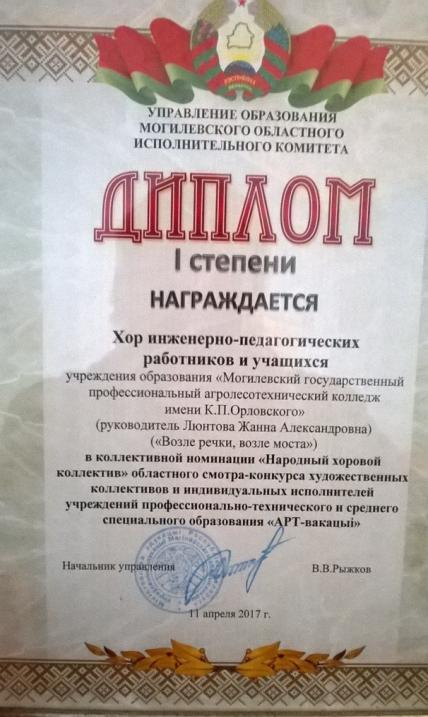 УПРАВЛЕНИЕ ОБРАЗОВАНИЯ
МОГИЛЕВСКОГО ОБЛАСТНОГО
ИСПОЛНИТЕЛЬНОГО КОМИТЕТА
ДИПЛОМ
I степени
НАГРАЖДАЕТСЯ
Хор инженерно-педагогических
работников и учащихся
учреждения образования «Могилевский государственный
профессиональный агролесотехнический колледж
имени К.П.Орловского»
(руководитель Люнтова Жанна Александровна)
(«Возле речки, возле моста»)
в коллективной номинации «Народный хоровой
коллектив» областного смотра-конкурса художественных
коллективов и индивидуальных исполнителей
учреждений профессионально-технического и среднего
специального образования «АРТ-вакацыі»
Начальник управления В.В.Рыжков
11 апреля 2017 г.